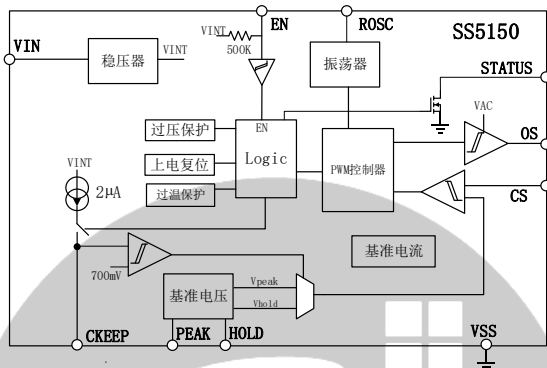 EN
ROSC
SS5150
VIN
VINT
500K
稳压器
VINT
振荡器
STATUS
VAC
OS
过压保护
EN
Logic
上电复位
PWM控制器
VINT
2μA
过温保护
CS
700mV
基准电流
基准电压
Vpeak
Vhold
CKEEP
PEAK
HOLD
VSS